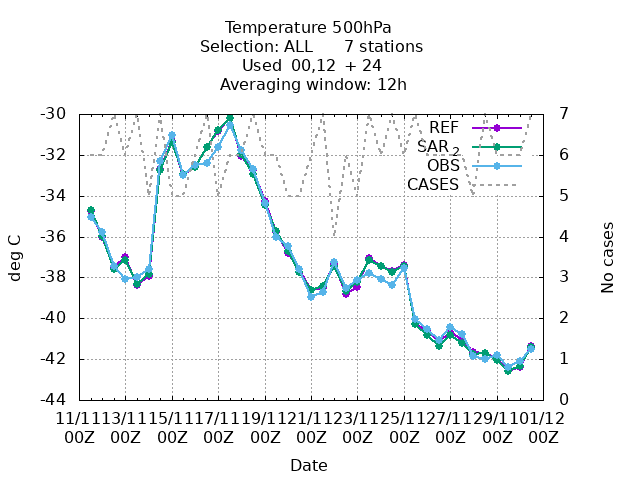 Temperature 500hPa
Selection: ALL 7 stations
Used 00,12 + 24
Averaging window: 12h
-30 7
REF
-32 6
SAR 2
OBS
CASES
-34 5
-36 4
deg C
No cases
-38 3
-40 2
-42 1
-44 0
11/11 13/11 15/11 17/11 19/11 21/11 23/11 25/11 27/11 29/11 01/12
00Z 00Z 00Z 00Z 00Z 00Z 00Z 00Z 00Z 00Z 00Z
Date